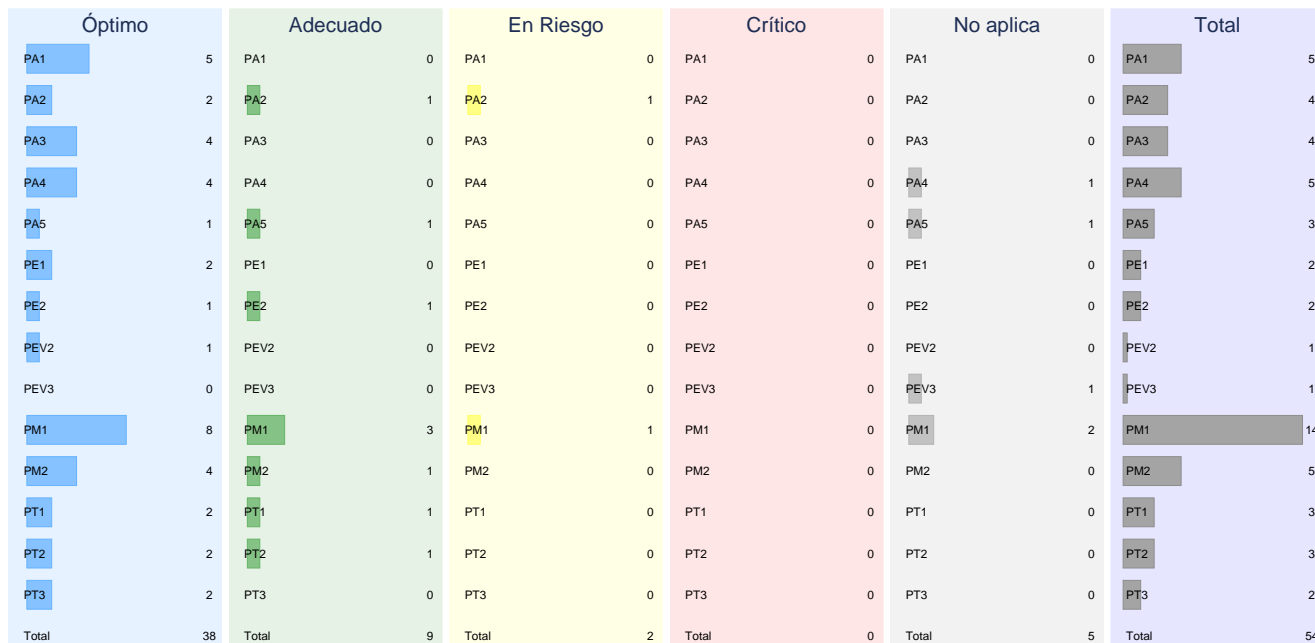 Óptimo Adecuado En Riesgo Crítico No aplica Total
PA1 5 PA1 0 PA1 0 PA1 0 PA1 0 PA1 5
PA2 2 PA2 1 PA2 1 PA2 0 PA2 0 PA2 4
PA3 4 PA3 0 PA3 0 PA3 0 PA3 0 PA3 4
PA4 4 PA4 0 PA4 0 PA4 0 PA4 1 PA4 5
PA5 1 PA5 1 PA5 0 PA5 0 PA5 1 PA5 3
PE1 2 PE1 0 PE1 0 PE1 0 PE1 0 PE1 2
PE2 1 PE2 1 PE2 0 PE2 0 PE2 0 PE2 2
PEV2 1 PEV2 0 PEV2 0 PEV2 0 PEV2 0 PEV2 1
PEV3 0 PEV3 0 PEV3 0 PEV3 0 PEV3 1 PEV3 1
PM1 8 PM1 3 PM1 1 PM1 0 PM1 2 PM1 14
PM2 4 PM2 1 PM2 0 PM2 0 PM2 0 PM2 5
PT1 2 PT1 1 PT1 0 PT1 0 PT1 0 PT1 3
PT2 2 PT2 1 PT2 0 PT2 0 PT2 0 PT2 3
PT3 2 PT3 0 PT3 0 PT3 0 PT3 0 PT3 2
Total 38 Total 9 Total 2 Total 0 Total 5 Total 54